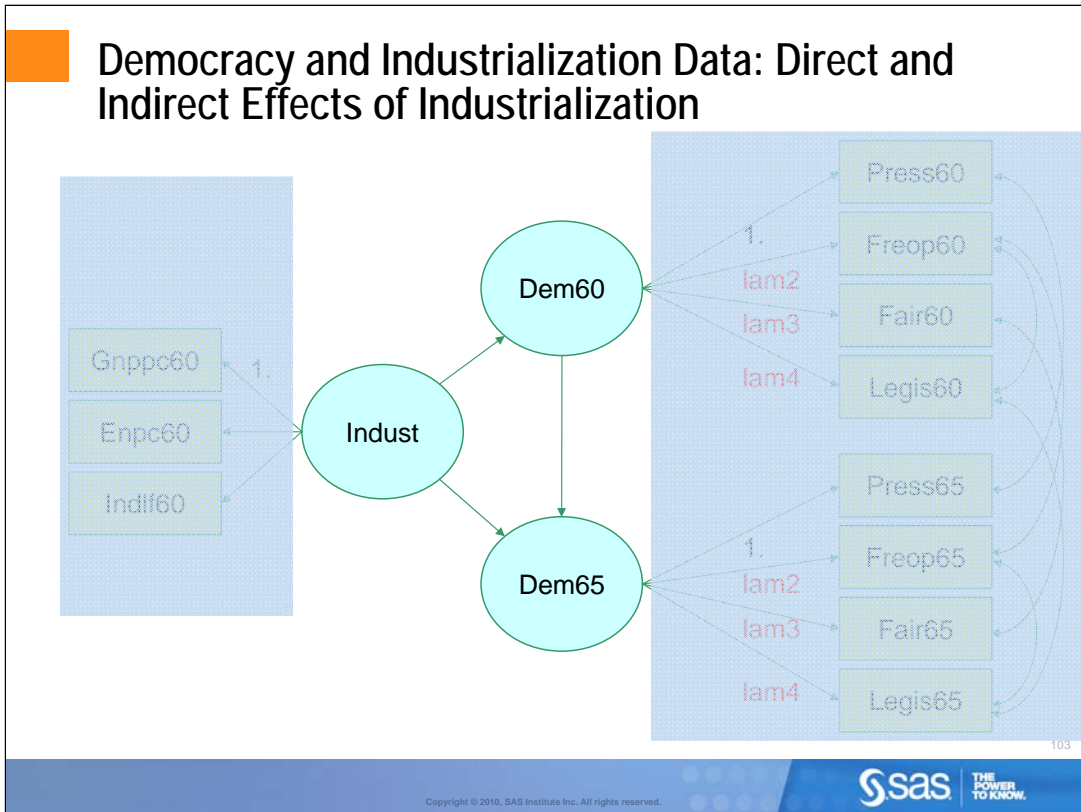 Democracy and Industrialization Data: Direct and
Indirect Effects of Industrialization
Gnppc60
1.
Enpc60
Indlf60
Indust
Dem60
Dem65
1.
lam2
lam3
lam4
Press60
Freop60
Fair60
Legis60
1.
lam2
lam3
lam4
Press65
Freop65
Fair65
Legis65
103
Copyright © 2010, SAS Institute Inc. All rights reserved.
sas
THE
POWER
TO KNOW.